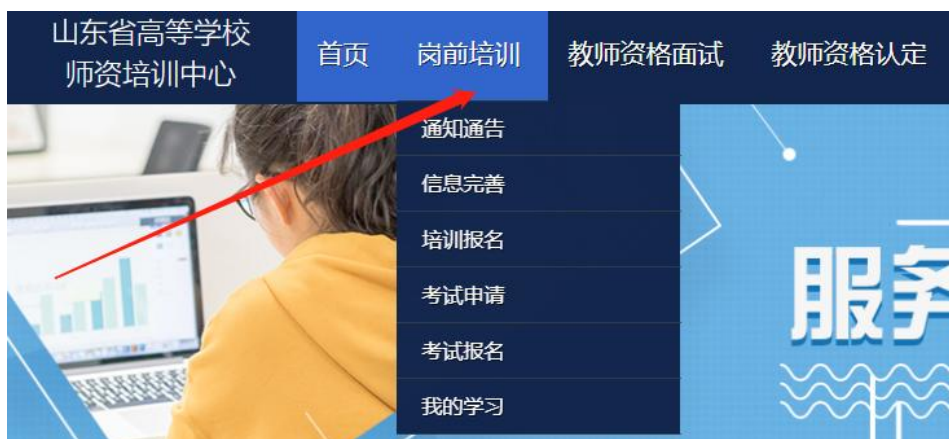 山东省高等学校
师资培训中心
首页 岗前培训 教师资格面试 教师资格认定
通知通告
信息完善
培训报名
考试申请
考试报名
我的学习
服务